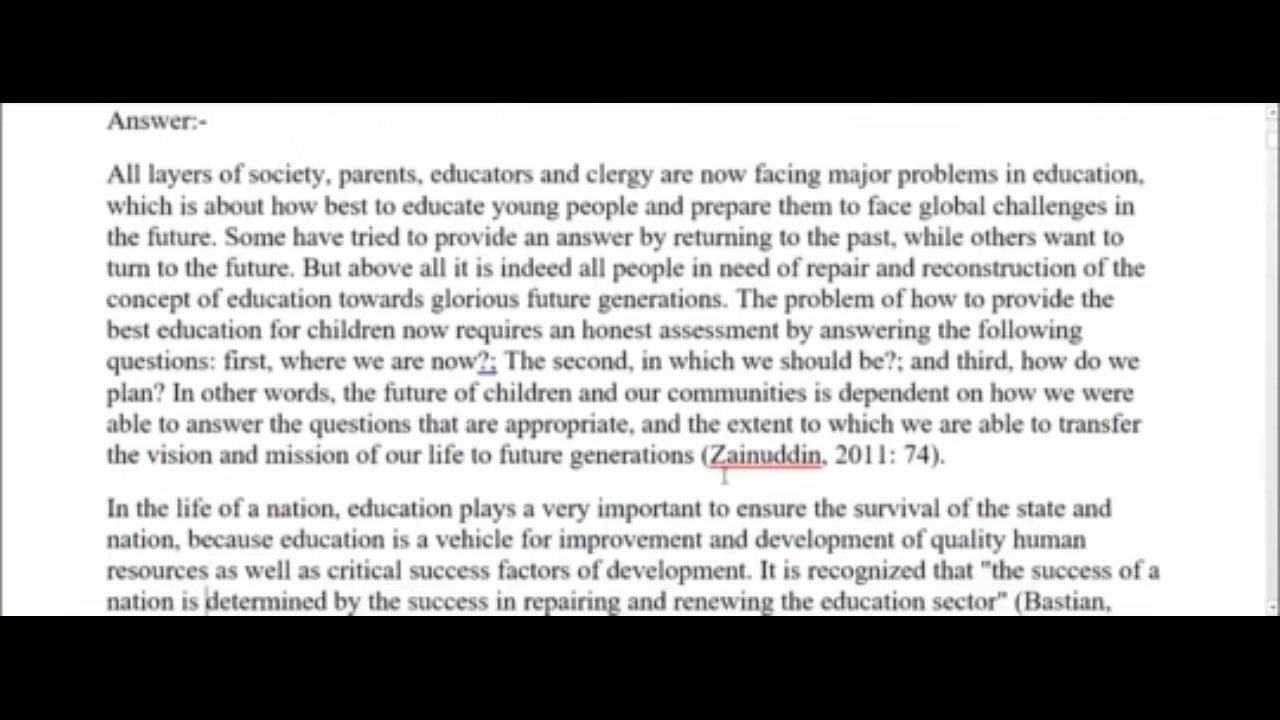 Answer:-
All layers of society, parents, educators and clergy are now facing major problems in education,
which is about how best to educate young people and prepare them to face global challenges in
the future. Some have tried to provide an answer by returning to the past, while others want to
turn to the future. But above all it is indeed all people in need of repair and reconstruction of the
concept of education towards glorious future generations. The problem of how to provide the
best education for children now requires an honest assessment by answering the following
questions: first, where we are now?; The second, in which we should be?; and third, how do we
plan? In other words, the future of children and our communities is dependent on how we were
able to answer the questions that are appropriate, and the extent to which we are able to transfer
the vision and mission of our life to future generations (Zainuddin, 2011: 74).
In the life of a nation, education plays a very important to ensure the survival of the state and
nation, because education is a vehicle for improvement and development of quality human
resources as well as critical success factors of development. It is recognized that "the success of a
nation is determined by the success in repairing and renewing the education sector" (Bastian,